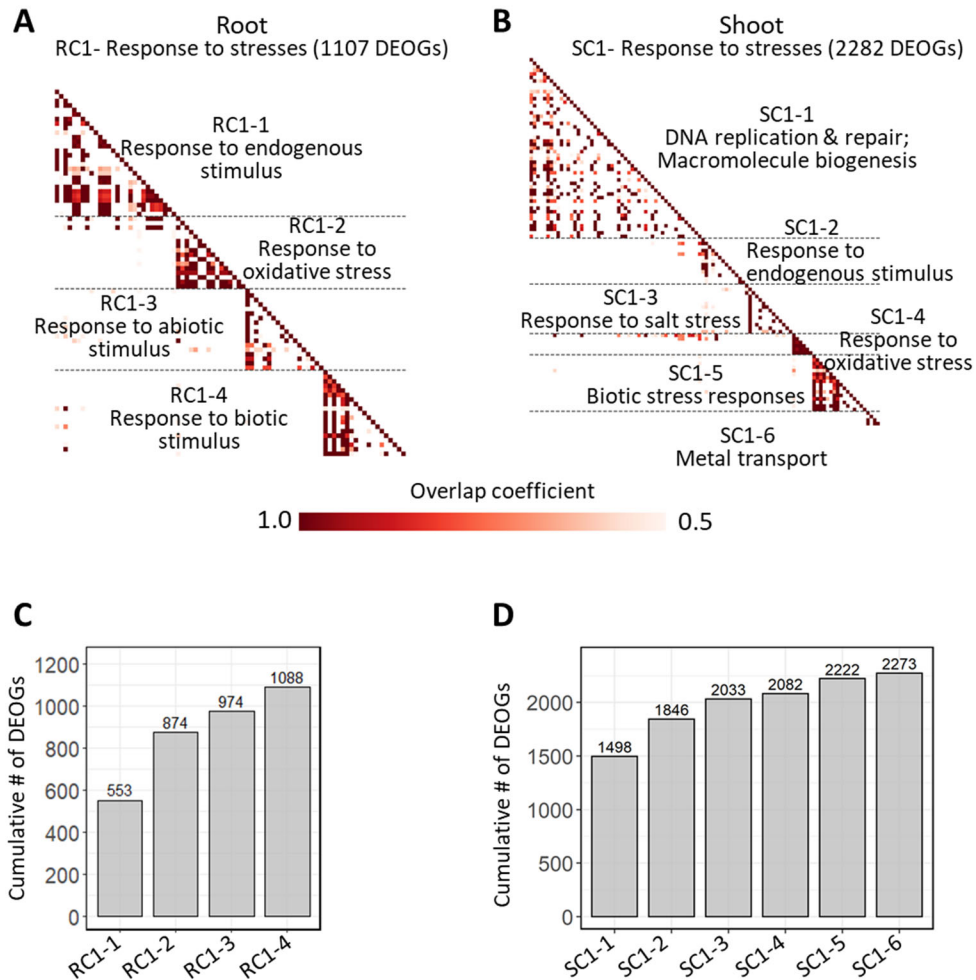 A
Root
RC1- Response to stresses (1107 DEOGs)
RC1-1
Response to endogenous
stimulus
RC1-2
Response to
oxidative stress
RC1-3
Response to abiotic
stimulus
RC1-4
Response to biotic
stimulus
B
Shoot
SC1- Response to stresses (2282 DEOGs)
SC1-1
DNA replication & repair;
Macromolecule biogenesis
SC1-2
Response to
endogenous stimulus
SC1-3
Response to salt stress
SC1-4
Response to
oxidative stress
SC1-5
Biotic stress responses
SC1-6
Metal transport
Overlap coefficient
1.0
0.5
C
Cumulative # of DEOGs
1200
1000
800
600
400
200
0
553
874
974
1088
RC1-1
RC1-2
RC1-3
RC1-4
D
Cumulative # of DEOGs
2000
1500
1000
500
0
1498
1846
2033
2082
2222
2273
SC1-1
SC1-2
SC1-3
SC1-4
SC1-5
SC1-6